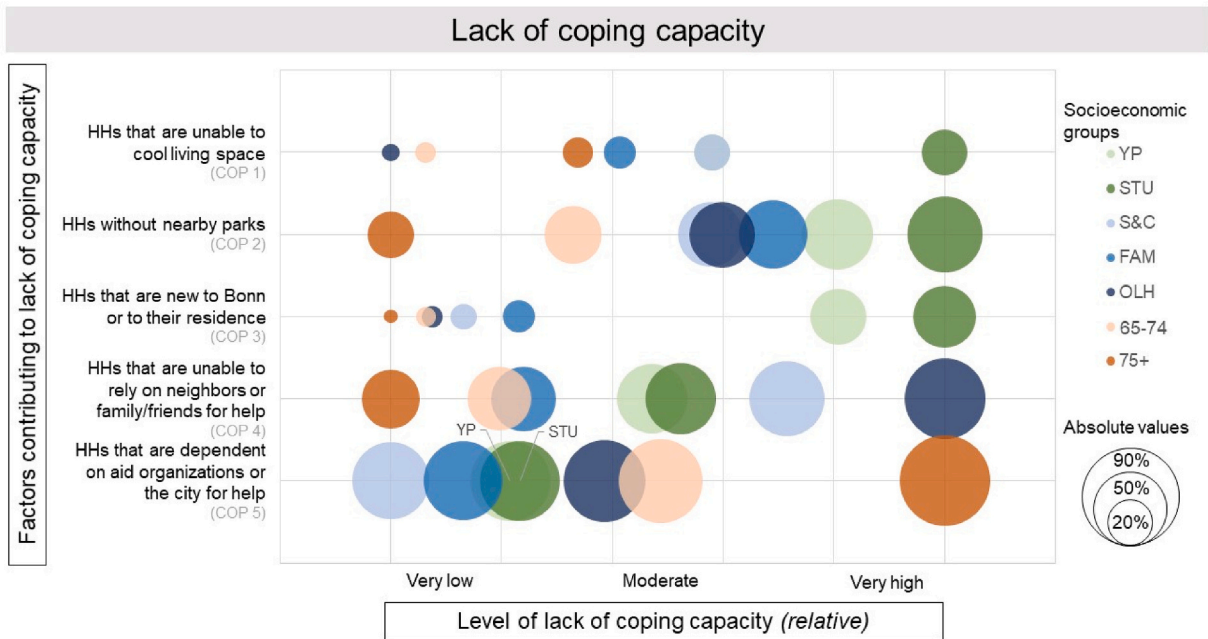 Lack of coping capacity
Factors contributing to lack of coping capacity
HHs that are unable to
cool living space
(COP 1)
HHs without nearby parks
(COP 2)
HHs that are new to Bonn
or to their residence
(COP 3)
HHs that are unable to
rely on neighbors or
family/friends for help
(COP 4)
HHs that are dependent
on aid organizations or
the city for help
(COP 5)
YP
STU
Very low
Moderate
Very high
Level of lack of coping capacity (relative)
Socioeconomic
groups
YP
STU
S&C
FAM
OLH
65-74
75+
Absolute values
90%
50%
20%